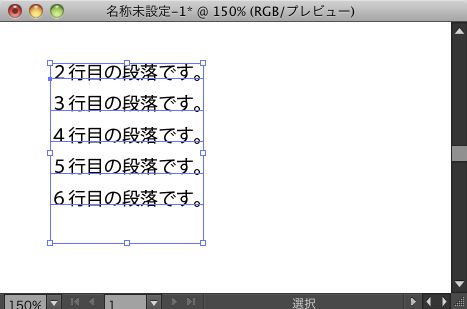 名称未設定-1* @ 150% (RGB/プレビュー)
２行目の段落です。
３行目の段落です。
４行目の段落です。
５行目の段落です。
６行目の段落です。
150% 1 選択